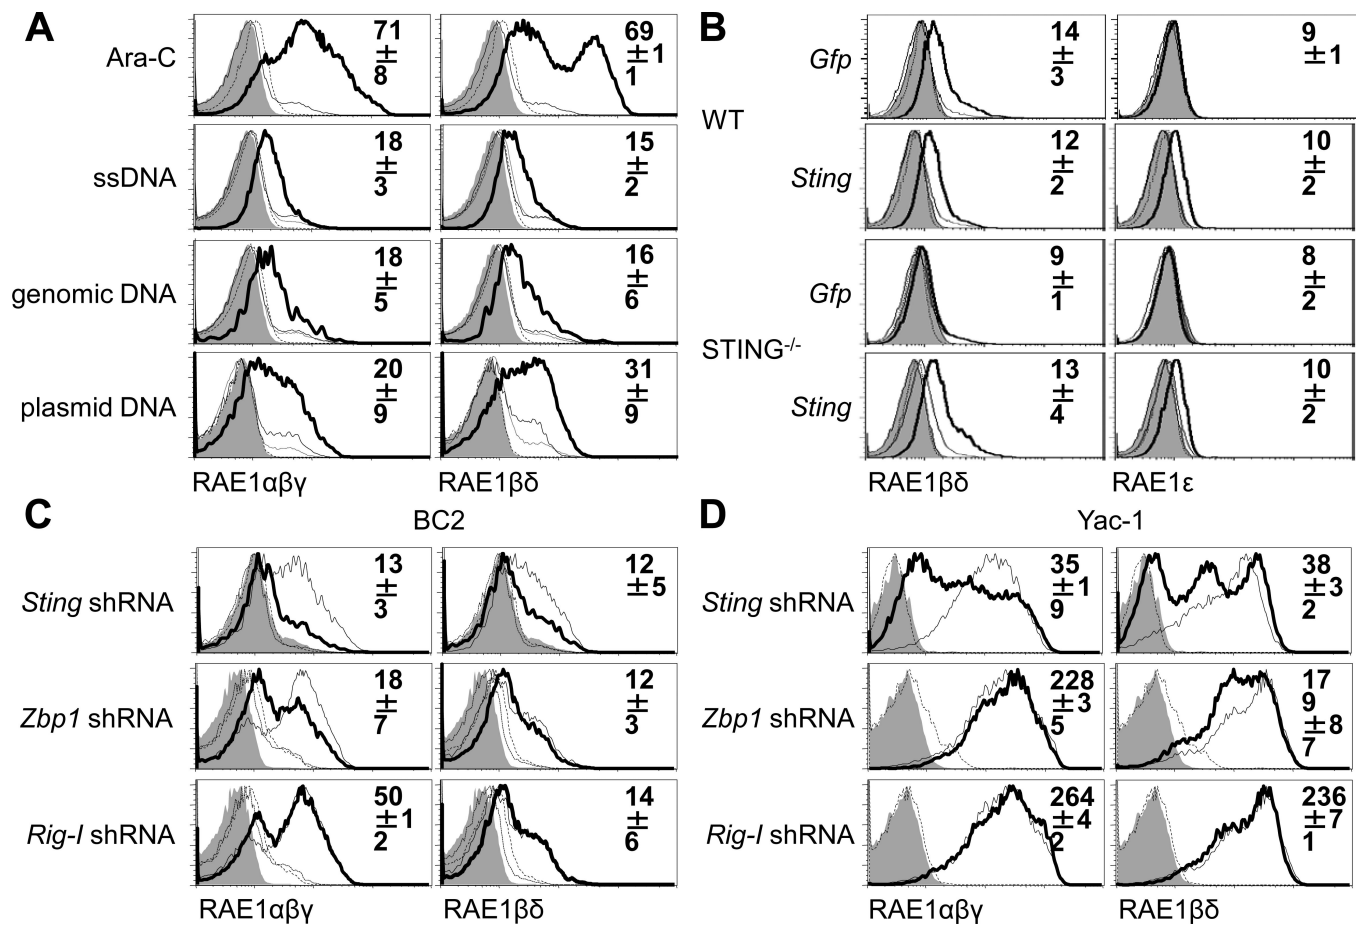 A
Ara-C
71
±
8
69
±1
1
ssDNA
18
±
3
15
±
2
genomic DNA
18
±
5
16
±
6
plasmid DNA
20
±
9
31
±
9
RAE1αβγ
RAE1βδ
B
WT
Gfp
14
±
3
9
±1
Sting
12
±
2
10
±
2
STING-/-
Gfp
9
±
1
8
±
2
Sting
13
±
4
10
±
2
RAE1βδ
RAE1ε
C
BC2
Sting shRNA
13
±
3
12
±5
Zbp1 shRNA
18
±
7
12
±
3
Rig-I shRNA
50
±1
2
14
±
6
RAE1αβγ
RAE1βδ
D
Yac-1
Sting shRNA
35
±1
9
38
±3
2
Zbp1 shRNA
228
±3
5
17
9
±8
7
Rig-I shRNA
264
±4
2
236
±7
1
RAE1αβγ
RAE1βδ